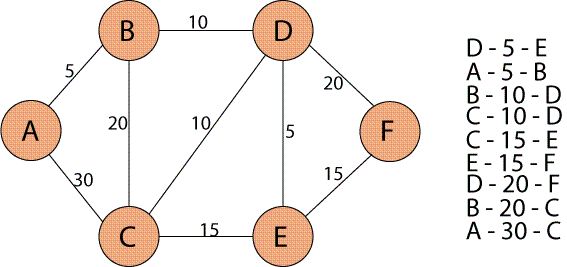 B
10
D
5
20
10
20
A
5
F
30
15
C
15
E
D - 5 - E
A - 5 - B
B - 10 - D
C - 10 - D
C - 15 - E
E - 15 - F
D - 20 - F
B - 20 - C
A - 30 - C